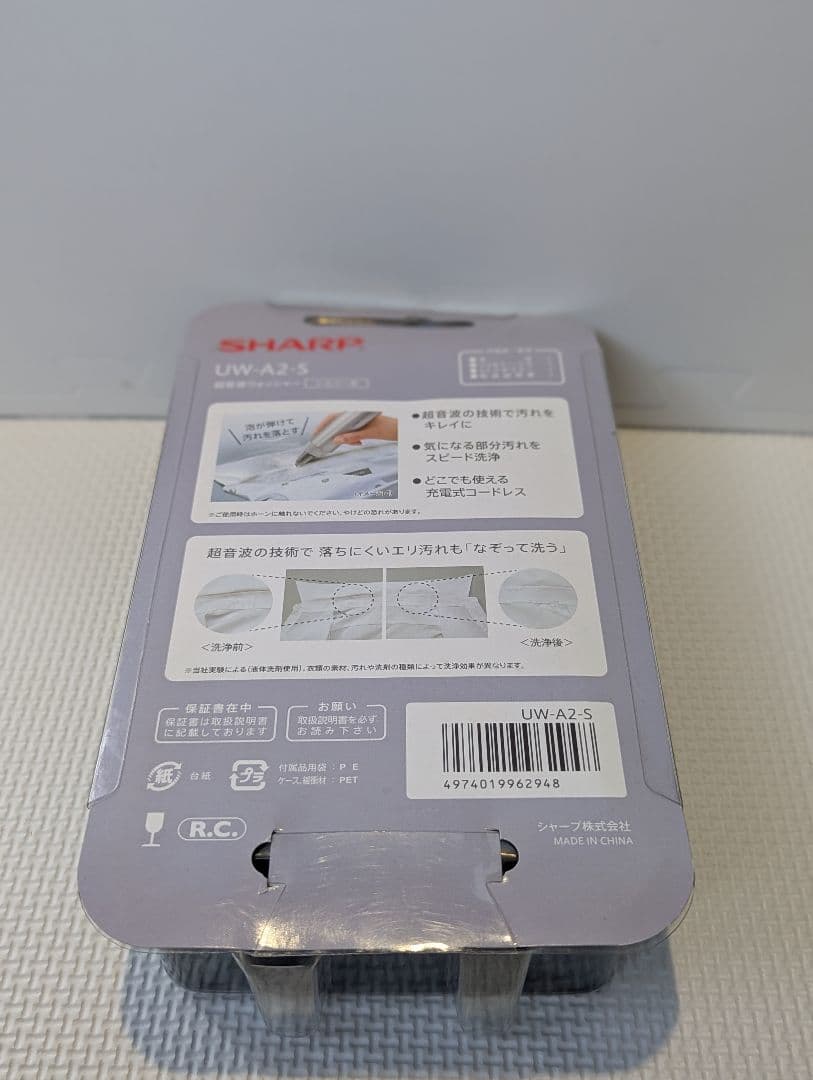 SHARP
UW-A2-S
超音波ウォッシャー
泡が弾けて
汚れを落とす
●超音波の技術で汚れを
キレイに
●気になる部分汚れを
スピード洗浄
●どこでも使える
充電式コードレス
※ご使用時はホーンに触れないでください。やけどの恐れがあります。
超音波の技術で 落ちにくいエリ汚れも「なぞって洗う」
<洗浄前>
<洗浄後>
※当社実験による(液体洗剤使用)。衣類の素材、汚れや洗剤の種類によって洗浄効果が異なります。
保証書在中
保証書は取扱説明書
に記載しております
お願い
取扱説明書を必ず
お読み下さい
UW-A2-S
4974019962948
紙
台紙
プラ
付属品用袋：PE
ケース、緩衝材：PET
R.C.
シャープ株式会社
MADE IN CHINA